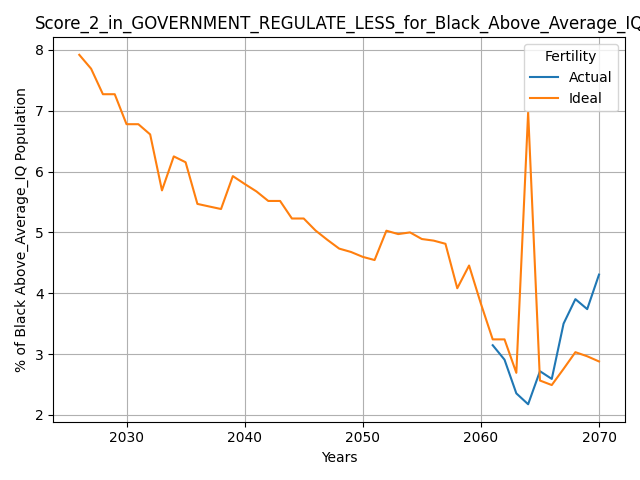 Score_2_in_GOVERNMENT_REGULATE_LESS_for_Black_Above_Average_IQ
Fertility
Actual
Ideal
% of Black Above_Average_IQ Population
8
7
6
5
4
3
2
2030
2040
2050
2060
2070
Years